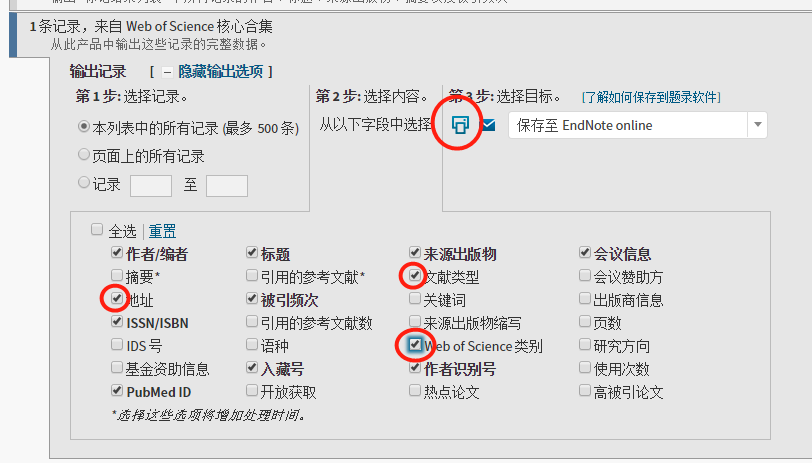 1 条记录，来自 Web of Science 核心合集
从此产品中输出这些记录的完整数据。
输出记录 [ – 隐藏输出选项 ]
第 1 步: 选择记录。 第 2 步: 选择内容。 第 3 步: 选择目标。 [了解如何保存到题录软件]
本列表中的所有记录 (最多 500 条) 从以下字段中选择 保存至 EndNote online
页面上的所有记录
记录 至
全选 | 重置
作者/编者 标题 来源出版物 会议信息
摘要* 引用的参考文献* 文献类型 会议赞助方
地址 被引频次 关键词 出版商信息
ISSN/ISBN 引用的参考文献数 来源出版物缩写 页数
IDS 号 语种 Web of Science 类别 研究方向
基金资助信息 入藏号 作者识别号 使用次数
PubMed ID 开放获取 热点论文 高被引论文
*选择这些选项将增加处理时间。